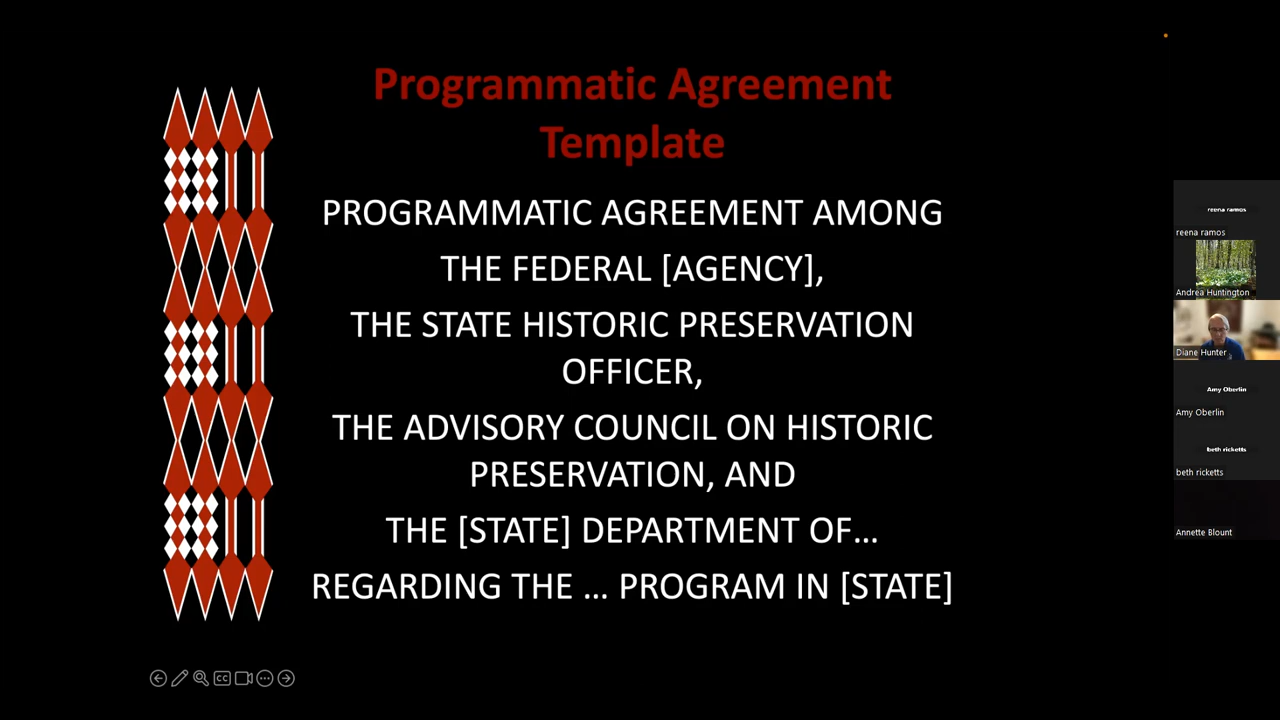 Programmatic Agreement
Template
PROGRAMMATIC AGREEMENT AMONG
THE FEDERAL [AGENCY],
THE STATE HISTORIC PRESERVATION
OFFICER,
THE ADVISORY COUNCIL ON HISTORIC
PRESERVATION, AND
THE [STATE] DEPARTMENT OF…
REGARDING THE … PROGRAM IN [STATE]
CC
reena ramos
reena ramos
Andrea Huntington
Diane Hunter
Amy Oberlin
Amy Oberlin
beth ricketts
beth ricketts
Annette Blount